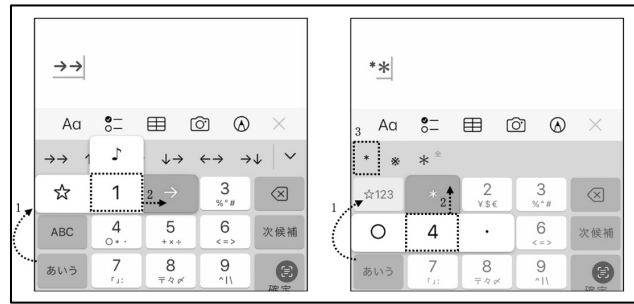 →→
Aa
→→ ↓→ ←→ →↓
♪
☆ 1 → 3
%°#
1 2
ABC 4 5 6 次候補
○*・ +×÷ <=>
あいう 7 8 9
「」: 〒々〆 ^|\
確定
**
3 Aa
* ※ *全
☆123 * 2 3
¥$€ %°#
1 2
○ 4 ・ 6 次候補
<=>
あいう 7 8 9
「」: 〒々〆 ^|\
確定